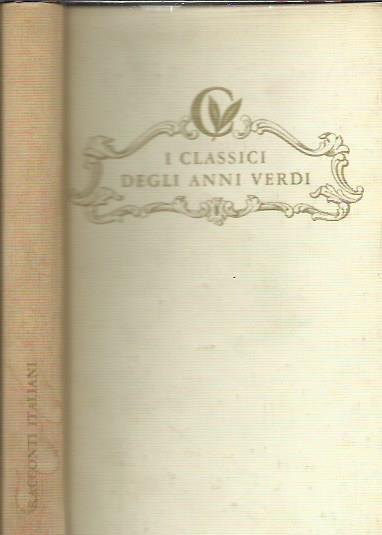 C
I CLASSICI
DEGLI ANNI VERDI
RACCONTI ITALIANI